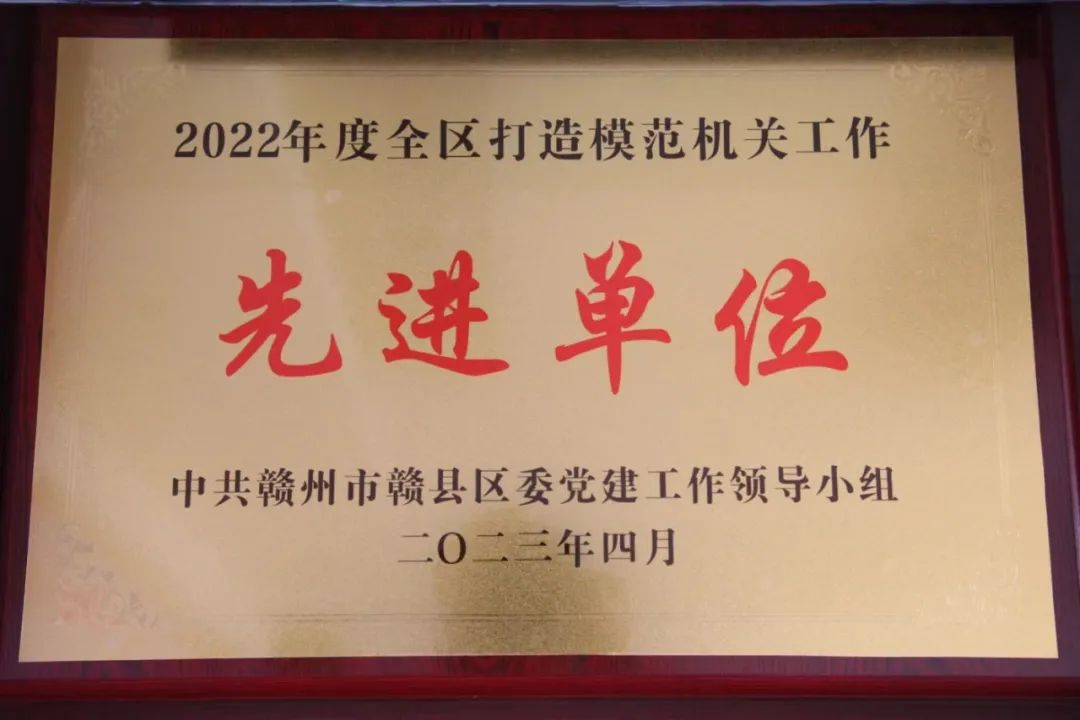 2022年度全区打造模范机关工作
先进单位
中共赣州市赣县区委党建工作领导小组
二〇二三年四月